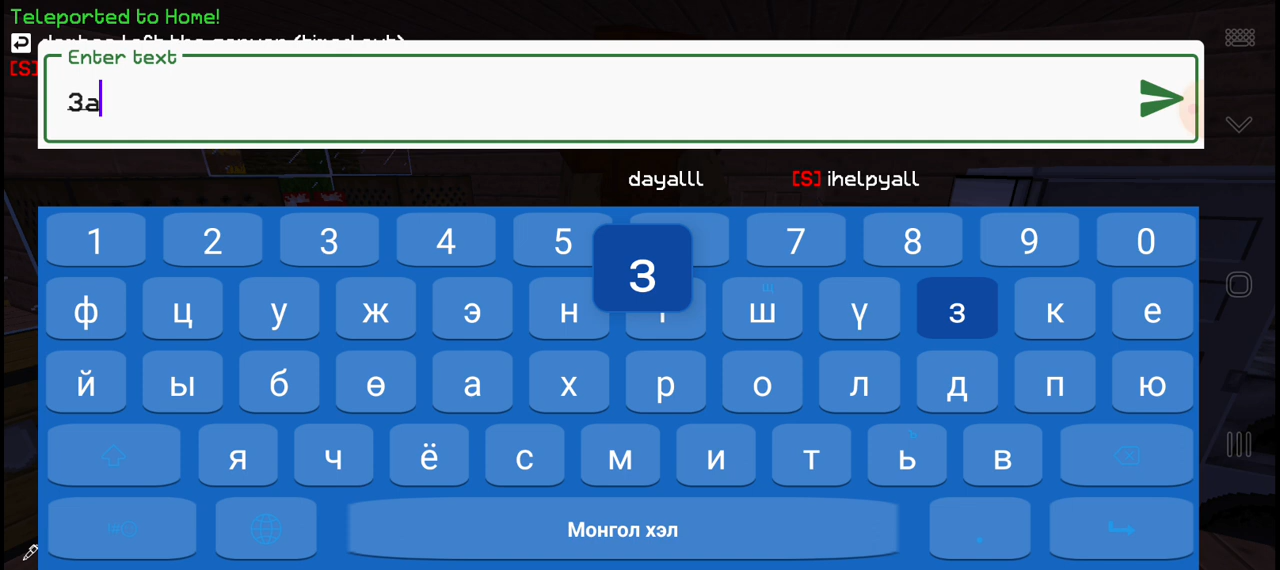 Teleported to Home!
[S]
Enter text
За
dayalll [S] ihelpyall
1 2 3 4 5 7 8 9 0
З
ф ц у ж э н щ ш ү з к е
й ы б ө а х р о л д п ю
я ч ё с м и т ъ ь в
Монгол хэл .